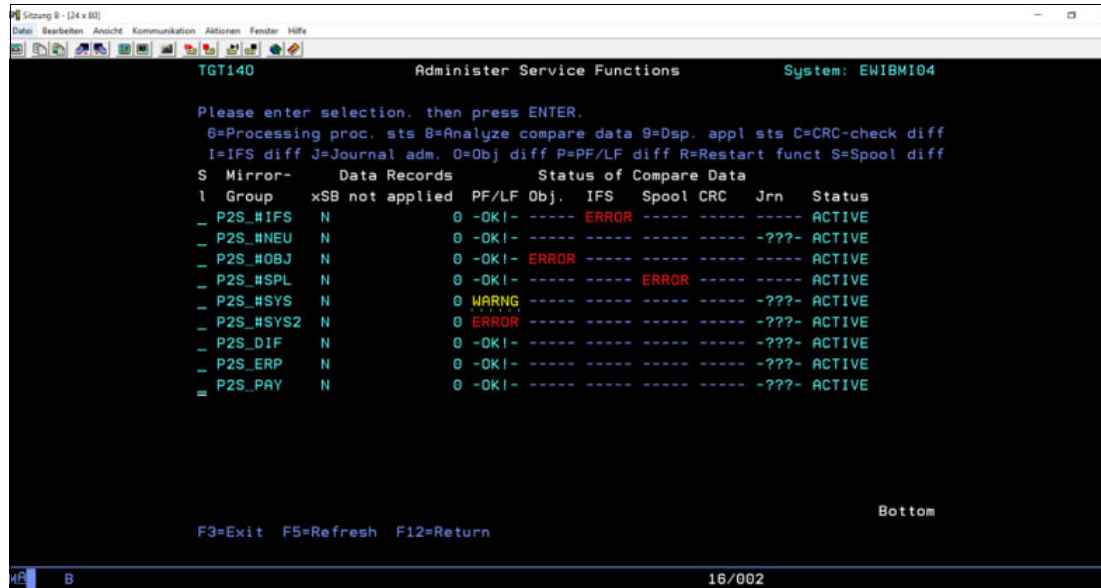 Sitzung B - [24 x 80]
Datei Bearbeiten Ansicht Kommunikation Aktionen Fenster Hilfe
TGT140 Administer Service Functions System: EWIBMI04
Please enter selection. then press ENTER.
6=Processing proc. sts 8=Analyze compare data 9=Dsp. appl sts C=CRC-check diff
I=IFS diff J=Journal adm. O=Obj diff P=PF/LF diff R=Restart funct S=Spool diff
S Mirror- Data Records Status of Compare Data
l Group xSB not applied PF/LF Obj. IFS Spool CRC Jrn Status
_ P2S_#IFS N 0 -OK!- ----- ERROR ----- ----- ----- ACTIVE
_ P2S_#NEU N 0 -OK!- ----- ----- ----- ----- -???- ACTIVE
_ P2S_#OBJ N 0 -OK!- ERROR ----- ----- ----- ----- ACTIVE
_ P2S_#SPL N 0 -OK!- ----- ----- ERROR ----- ----- ACTIVE
_ P2S_#SYS N 0 WARNG ----- ----- ----- ----- -???- ACTIVE
_ P2S_#SYS2 N 0 ERROR ----- ----- ----- ----- -???- ACTIVE
_ P2S_DIF N 0 -OK!- ----- ----- ----- ----- -???- ACTIVE
_ P2S_ERP N 0 -OK!- ----- ----- ----- ----- -???- ACTIVE
_ P2S_PAY N 0 -OK!- ----- ----- ----- ----- -???- ACTIVE
Bottom
F3=Exit F5=Refresh F12=Return
MA B 16/002